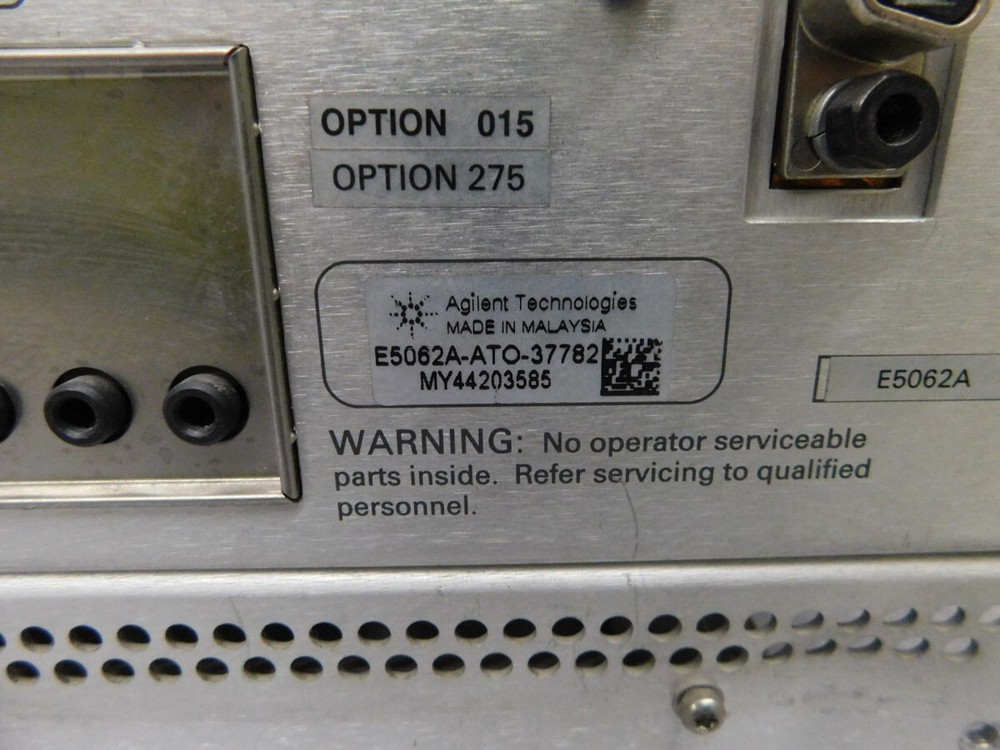 OPTION 015
OPTION 275
Agilent Technologies
MADE IN MALAYSIA
E5062A-ATO-37782
MY44203585
E5062A
WARNING: No operator serviceable
parts inside. Refer servicing to qualified
personnel.